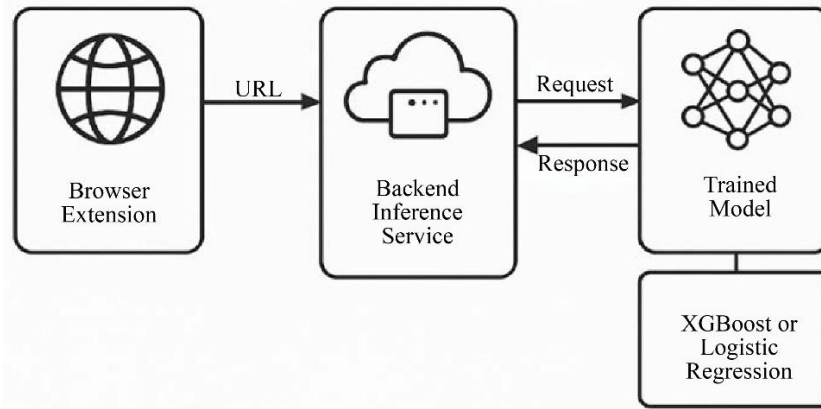 Browser
Extension
URL
Backend
Inference
Service
Request
Response
Trained
Model
XGBoost or
Logistic
Regression